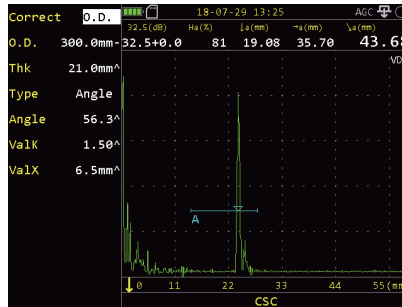 Correct O.D.
18-07-29 13:25 AGC
32.5(dB) Ha(%) ↓a(mm) →a(mm) ↘a(mm)
O.D. 300.0mm- 32.5+0.0 81 19.08 35.70 43.68
VD
Thk 21.0mm^
Type Angle
Angle 56.3^
ValK 1.50^
ValX 6.5mm^
A
0 11 22 33 44 55(mm
CSC